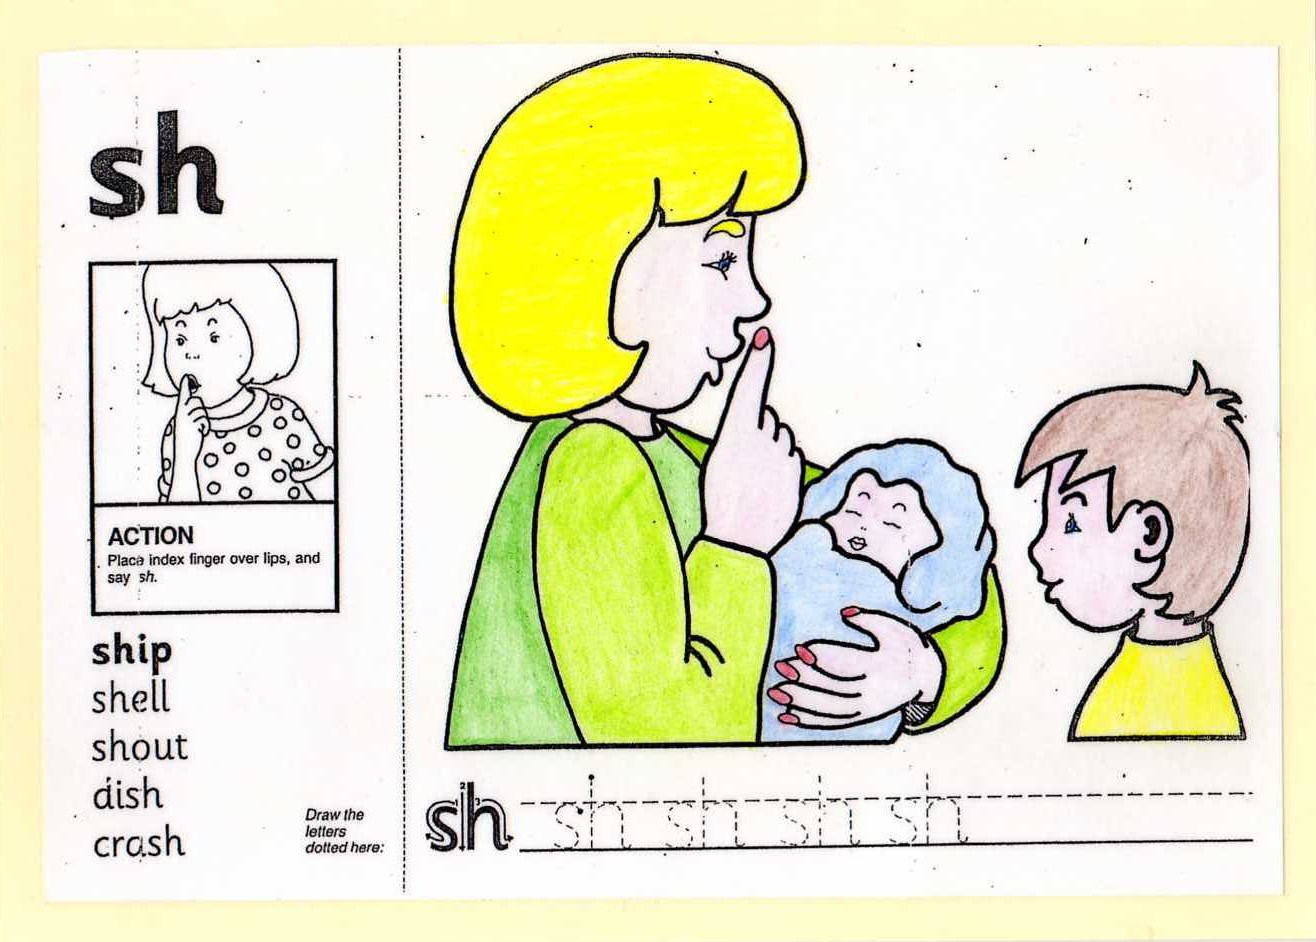 sh
ACTION
Place index finger over lips, and
say sh.
ship
shell
shout
dish
crash
Draw the
letters
dotted here:
sh sh sh sh sh